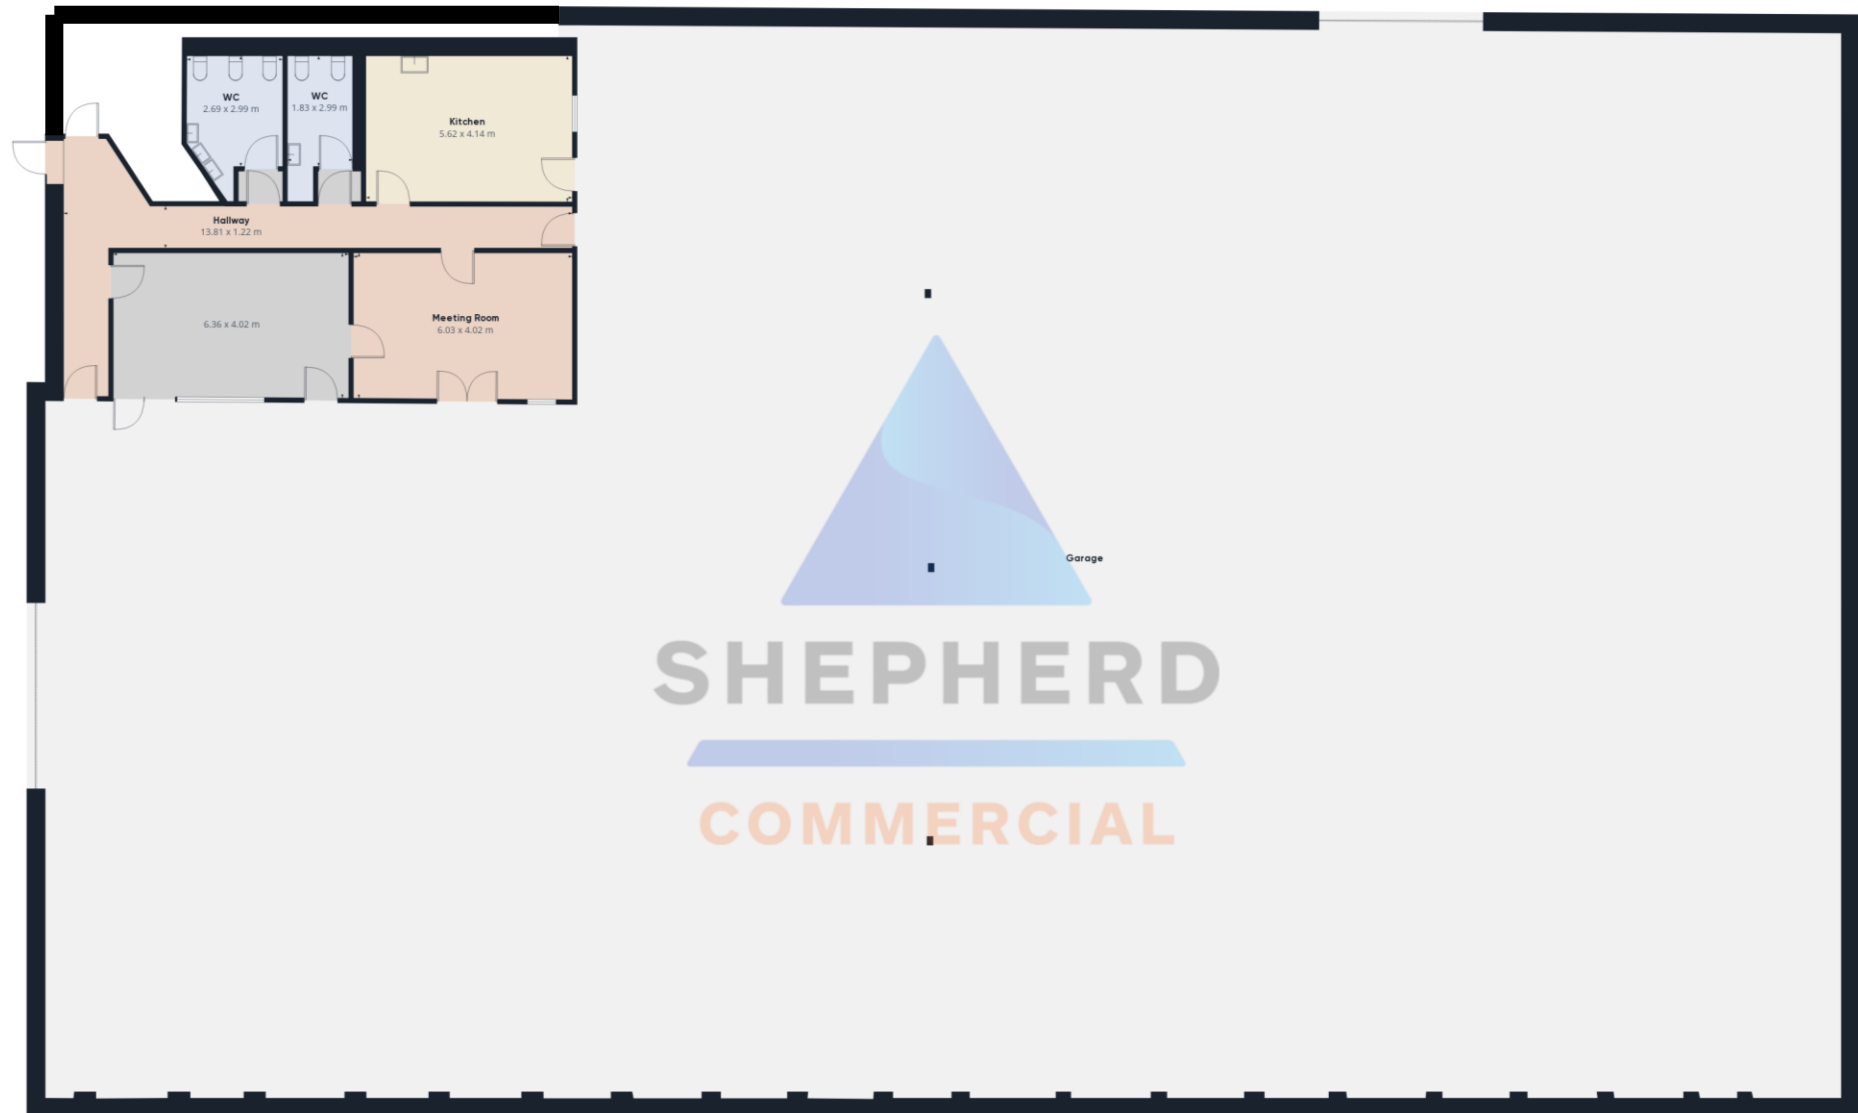 WC
2.69 x 2.99 m
WC
1.83 x 2.99 m
Kitchen
5.62 x 4.14 m
Hallway
13.81 x 1.22 m
6.36 x 4.02 m
Meeting Room
6.03 x 4.02 m
Garage
SHEPHERD
COMMERCIAL